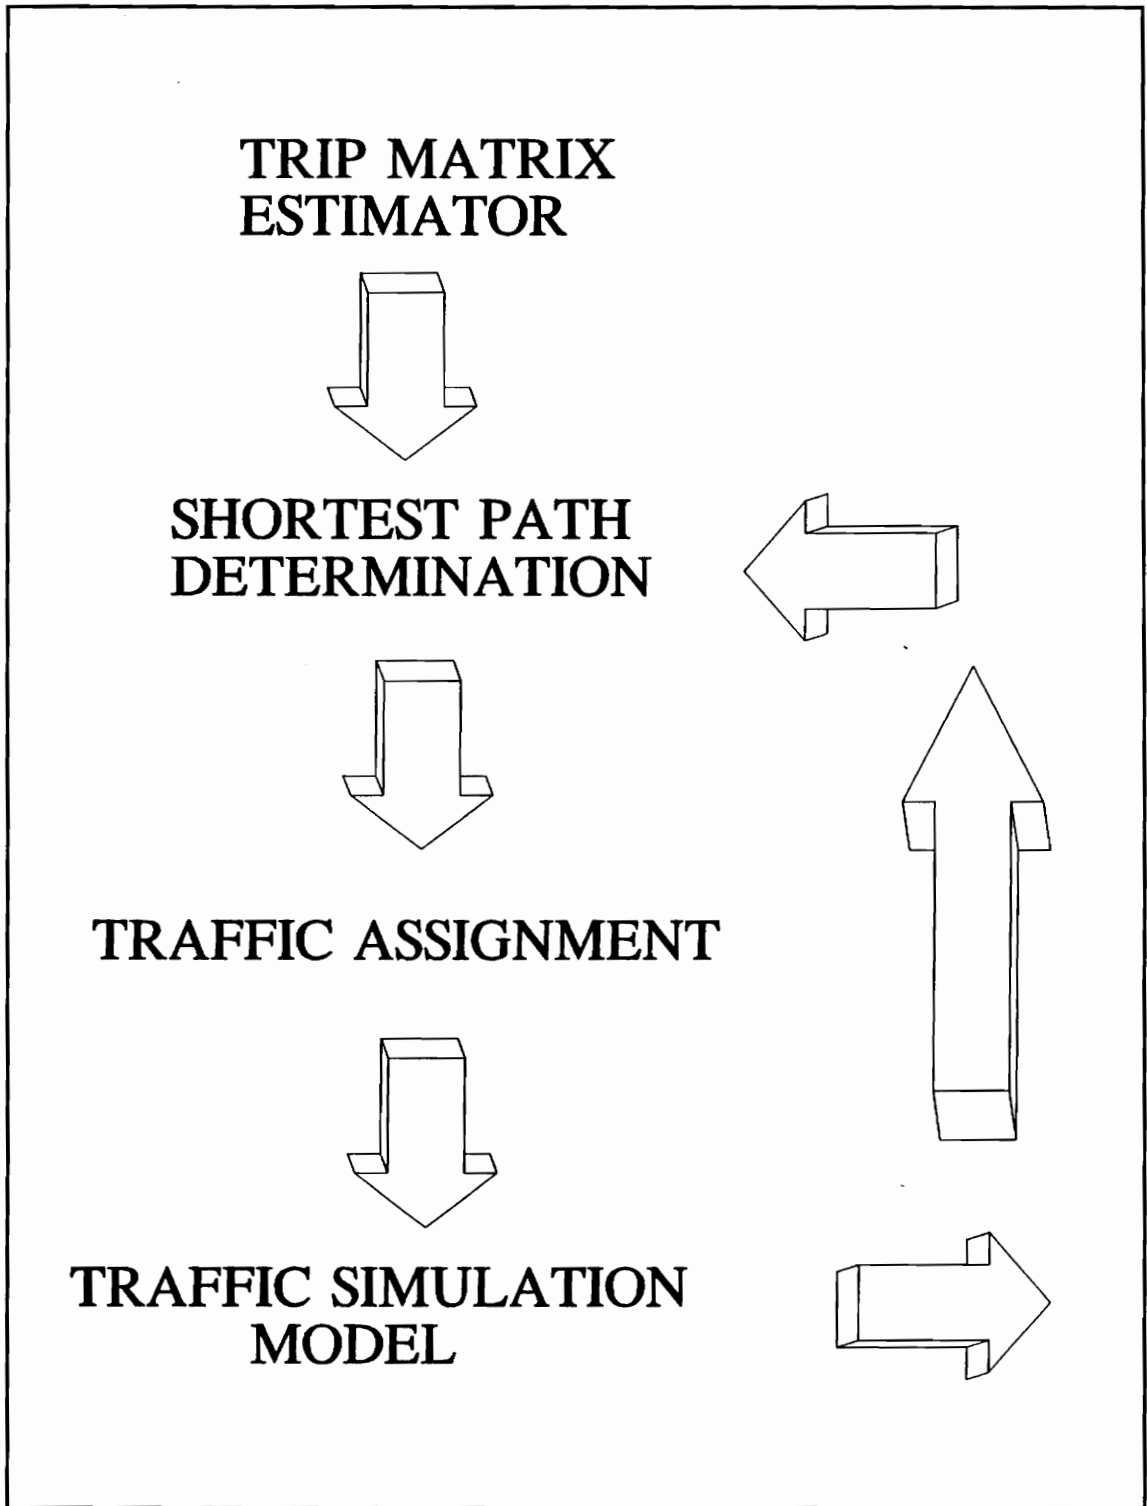 TRIP MATRIX
ESTIMATOR
SHORTEST PATH
DETERMINATION
TRAFFIC ASSIGNMENT
TRAFFIC SIMULATION
MODEL